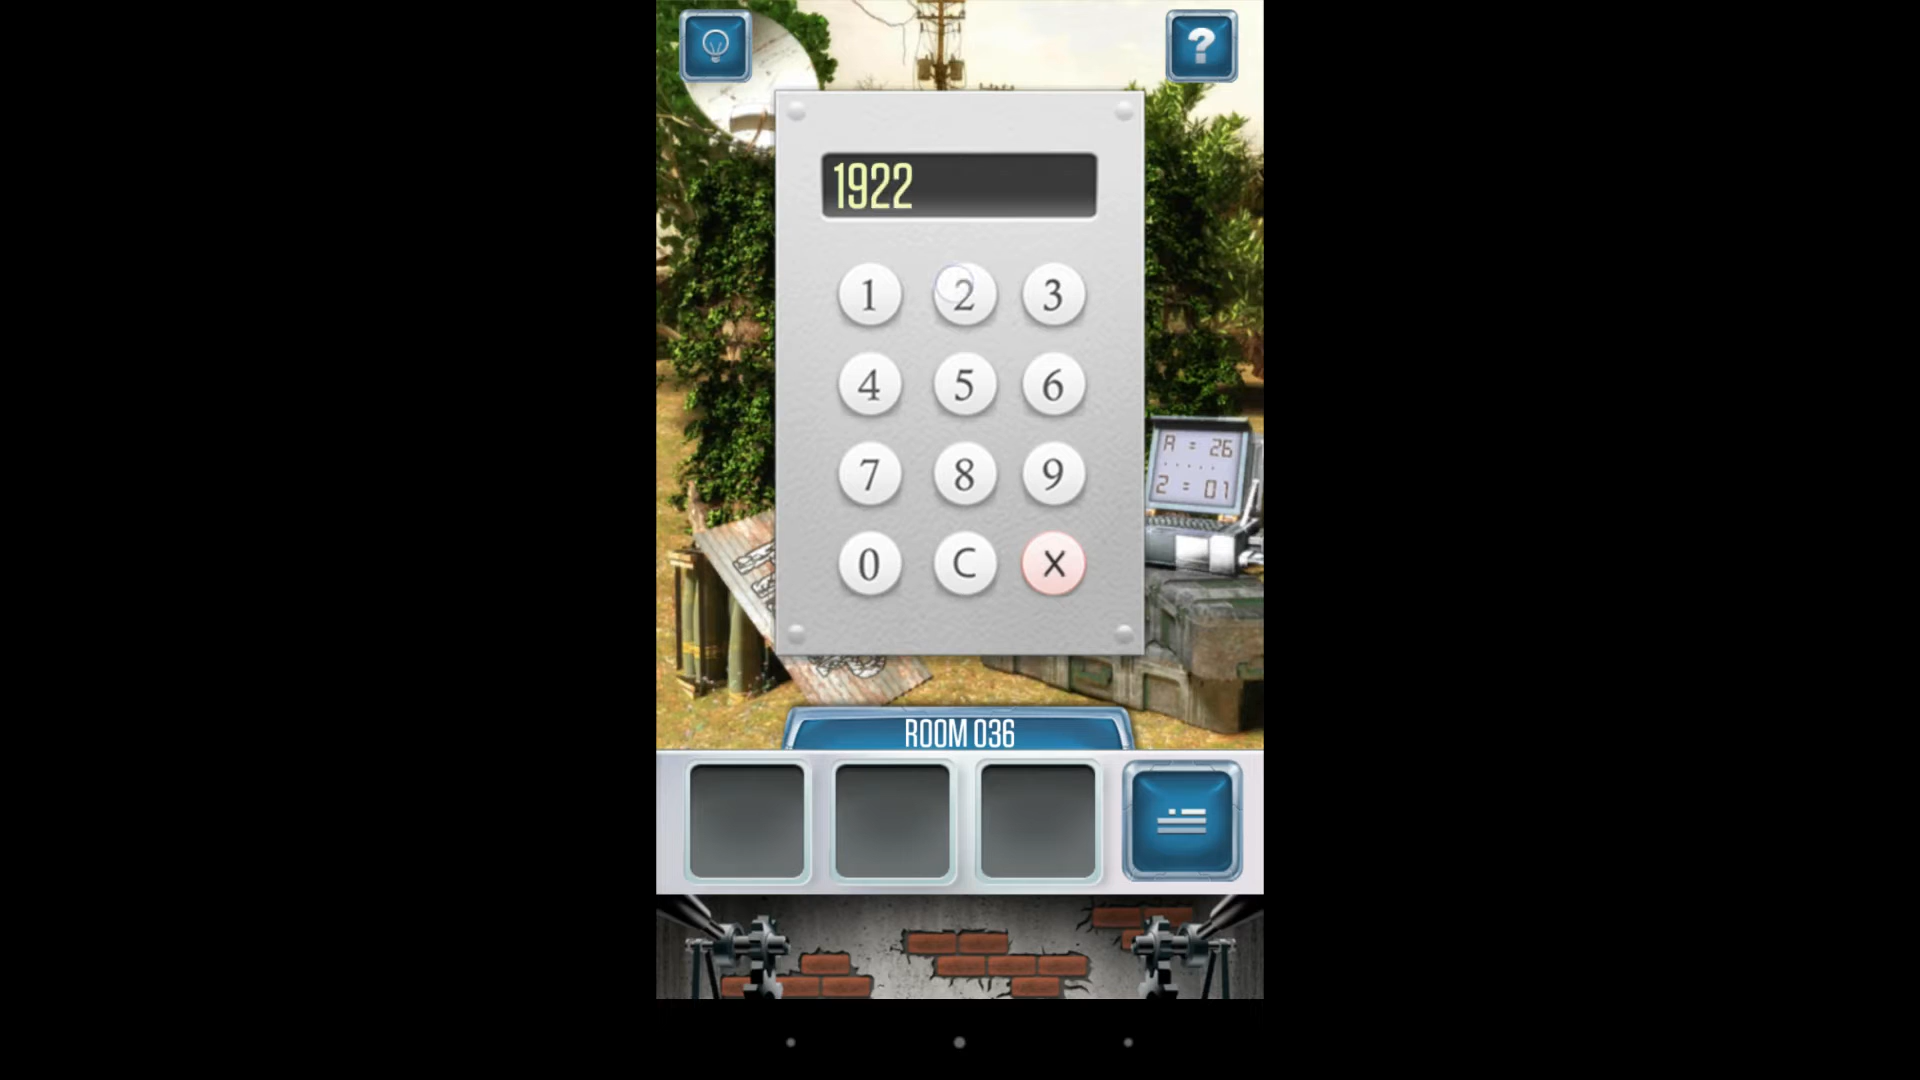 ?
1922
1 2 3
4 5 6
7 8 9
0 C X
A = 26
.....
Z = 01
ROOM 036